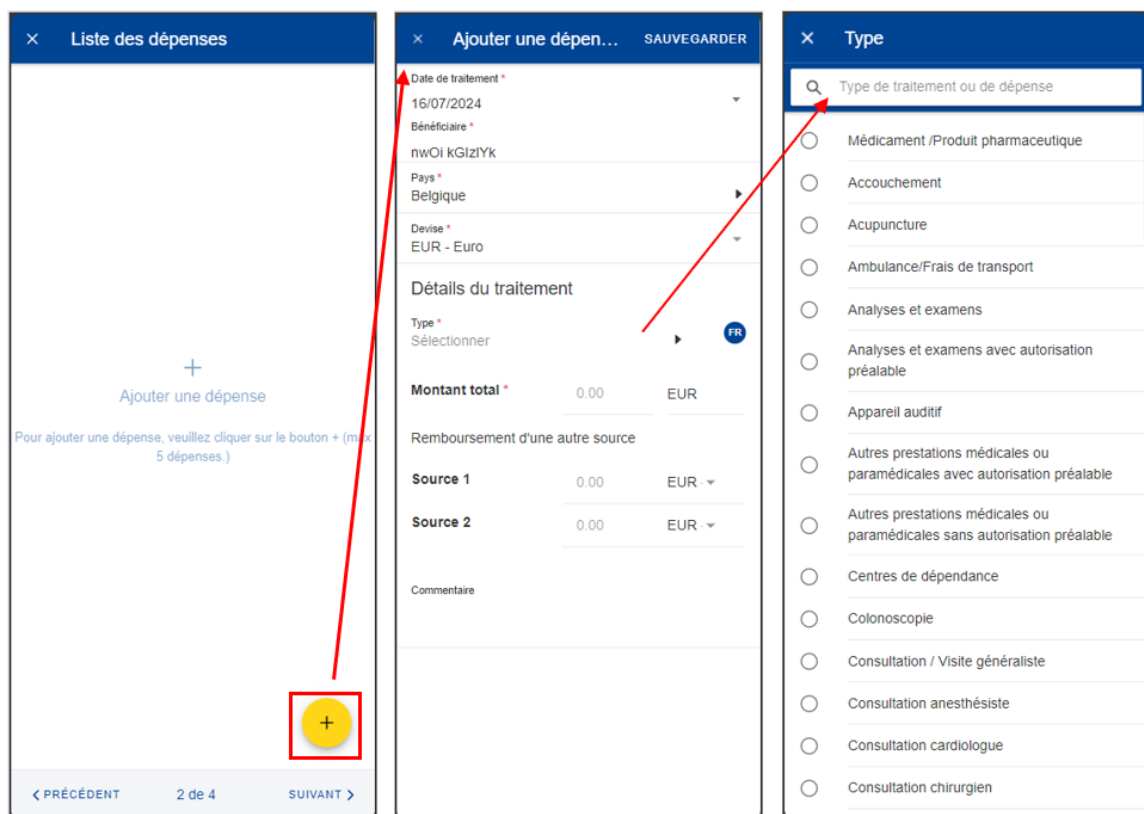 Liste des dépenses
+
Ajouter une dépense
Pour ajouter une dépense, veuillez cliquer sur le bouton + (max
5 dépenses.)
+
PRÉCÉDENT
2 de 4
SUIVANT
Ajouter une dépen...
SAUVEGARDER
Date de traitement *
16/07/2024
Bénéficiaire *
nwOi kGIzIYk
Pays *
Belgique
Devise *
EUR - Euro
Détails du traitement
Type *
Sélectionner
FR
Montant total * 0.00 EUR
Remboursement d'une autre source
Source 1 0.00 EUR -
Source 2 0.00 EUR -
Commentaire
Type
Type de traitement ou de dépense
Médicament /Produit pharmaceutique
Accouchement
Acupuncture
Ambulance/Frais de transport
Analyses et examens
Analyses et examens avec autorisation
préalable
Appareil auditif
Autres prestations médicales ou
paramédicales avec autorisation préalable
Autres prestations médicales ou
paramédicales sans autorisation préalable
Centres de dépendance
Colonoscopie
Consultation / Visite généraliste
Consultation anesthésiste
Consultation cardiologue
Consultation chirurgien